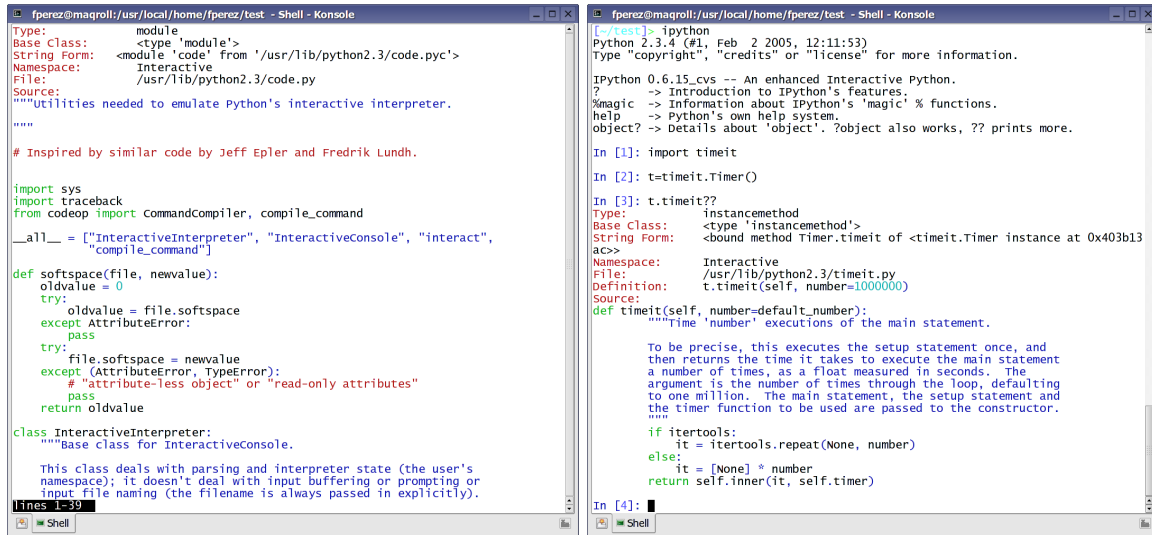 fperez@maqroll:/usr/local/home/fperez/test - Shell - Konsole
Type: module
Base Class: <type 'module'>
String Form: <module 'code' from '/usr/lib/python2.3/code.pyc'>
Namespace: Interactive
File: /usr/lib/python2.3/code.py
Source:
"""Utilities needed to emulate Python's interactive interpreter.
"""
# Inspired by similar code by Jeff Epler and Fredrik Lundh.
import sys
import traceback
from codeop import CommandCompiler, compile_command
__all__ = ["InteractiveInterpreter", "InteractiveConsole", "interact",
"compile_command"]
def softspace(file, newvalue):
oldvalue = 0
try:
oldvalue = file.softspace
except AttributeError:
pass
try:
file.softspace = newvalue
except (AttributeError, TypeError):
# "attribute-less object" or "read-only attributes"
pass
return oldvalue
class InteractiveInterpreter:
"""Base class for InteractiveConsole.
This class deals with parsing and interpreter state (the user's
namespace); it doesn't deal with input buffering or prompting or
input file naming (the filename is always passed in explicitly).
lines 1-39
Shell
fperez@maqroll:/usr/local/home/fperez/test - Shell - Konsole
[~/test]> ipython
Python 2.3.4 (#1, Feb  2 2005, 12:11:53)
Type "copyright", "credits" or "license" for more information.
IPython 0.6.15_cvs -- An enhanced Interactive Python.
? -> Introduction to IPython's features.
%magic -> Information about IPython's 'magic' % functions.
help -> Python's own help system.
object? -> Details about 'object'. ?object also works, ?? prints more.
In [1]: import timeit
In [2]: t=timeit.Timer()
In [3]: t.timeit??
Type: instancemethod
Base Class: <type 'instancemethod'>
String Form: <bound method Timer.timeit of <timeit.Timer instance at 0x403b13
ac>>
Namespace: Interactive
File: /usr/lib/python2.3/timeit.py
Definition: t.timeit(self, number=1000000)
Source:
def timeit(self, number=default_number):
"""Time 'number' executions of the main statement.
To be precise, this executes the setup statement once, and
then returns the time it takes to execute the main statement
a number of times, as a float measured in seconds.  The
argument is the number of times through the loop, defaulting
to one million.  The main statement, the setup statement and
the timer function to be used are passed to the constructor.
"""
if itertools:
it = itertools.repeat(None, number)
else:
it = [None] * number
return self.inner(it, self.timer)
In [4]:
Shell